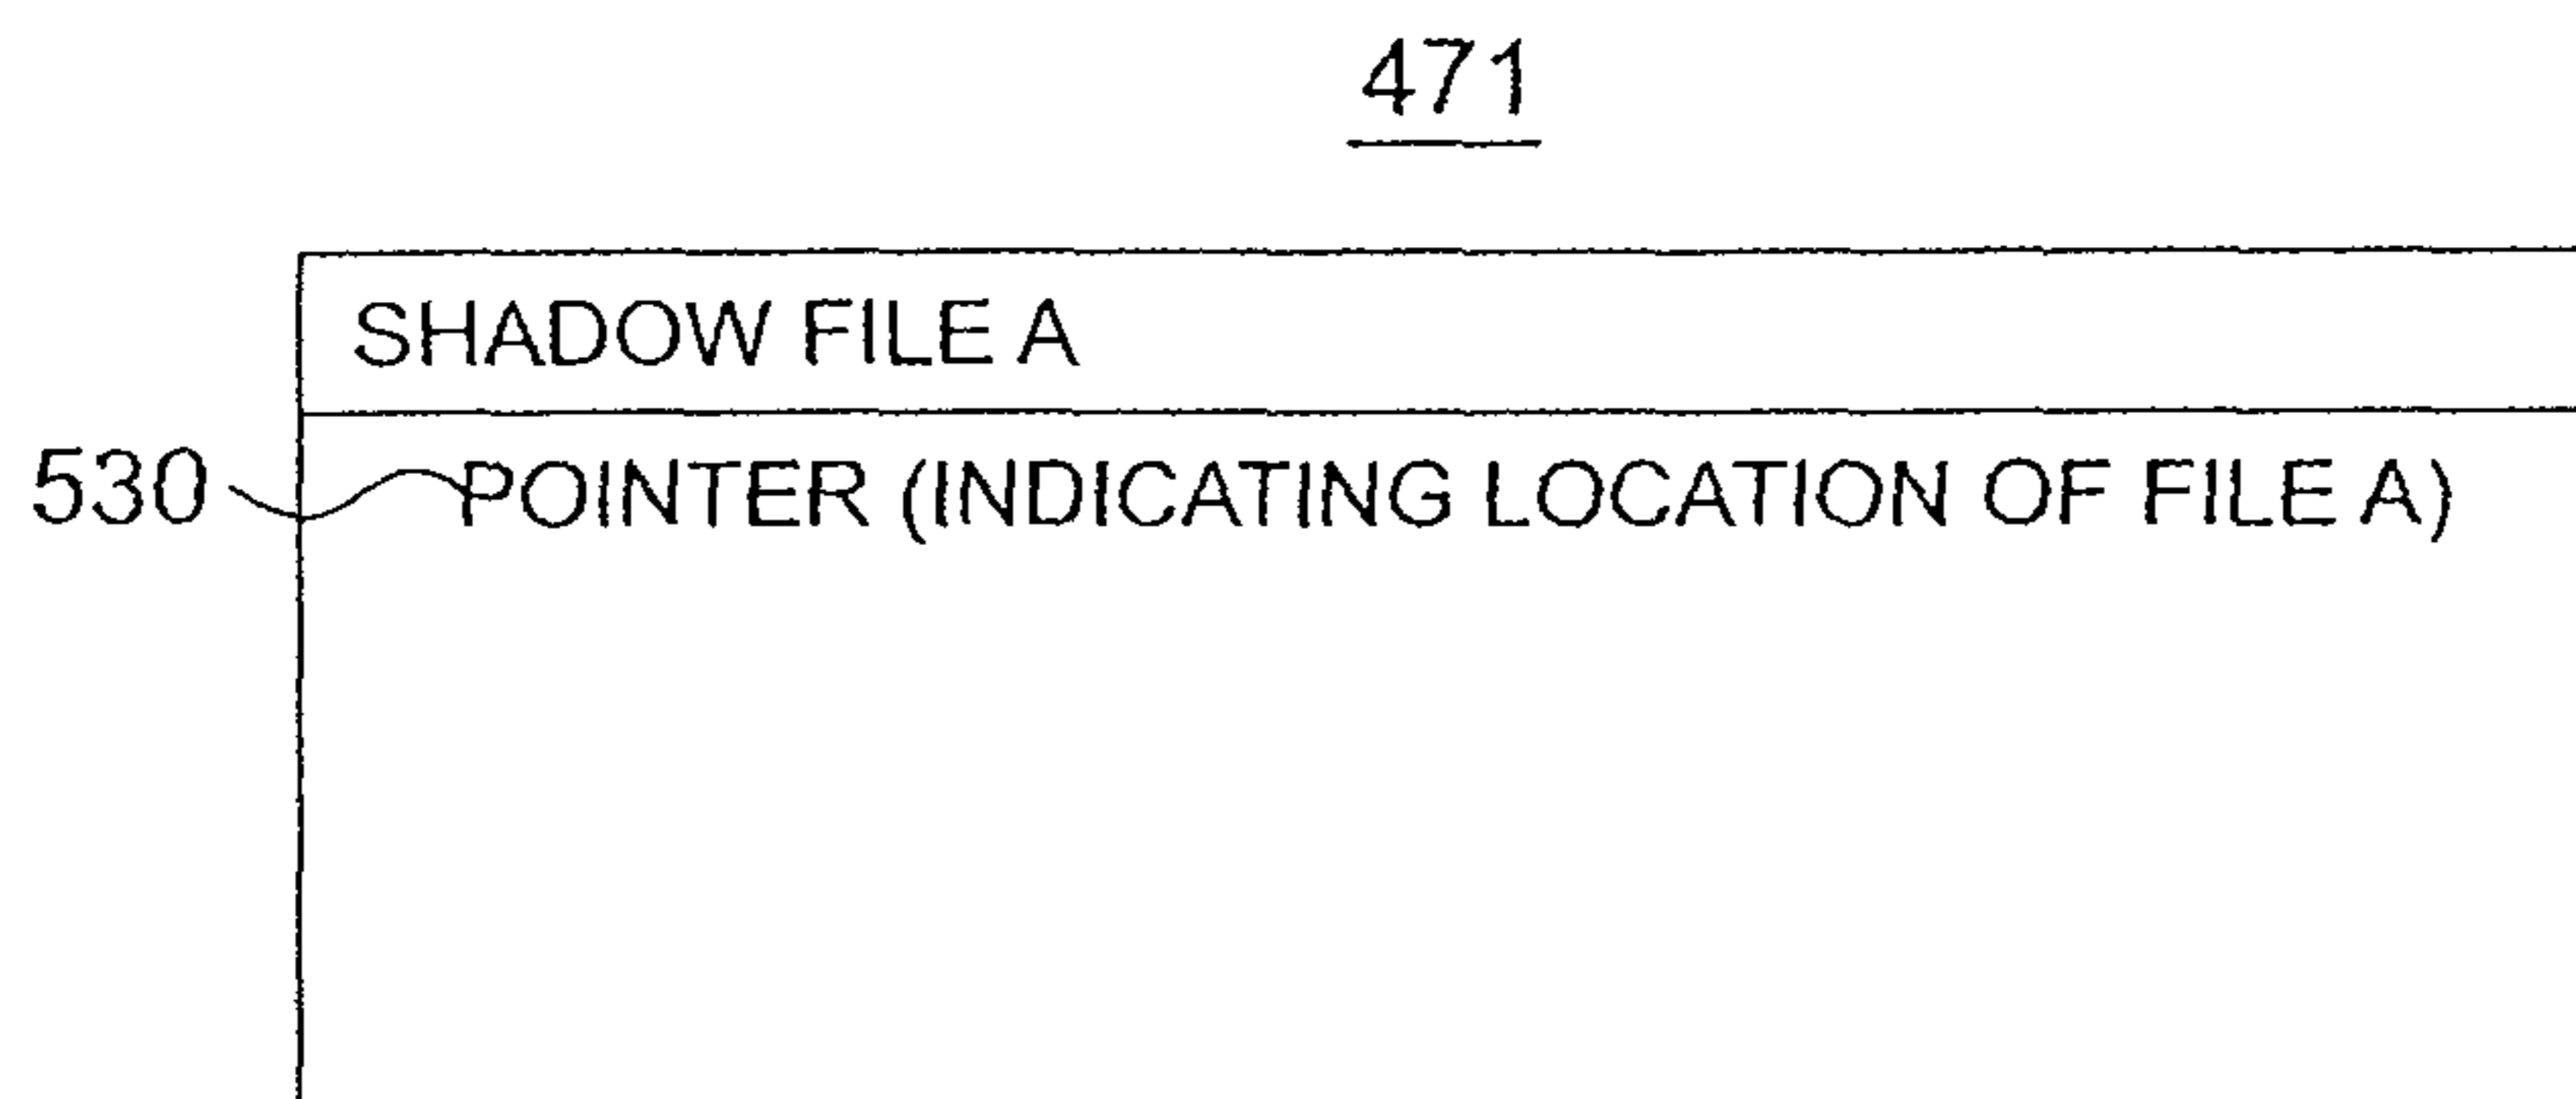 471
SHADOW FILE A
530 POINTER (INDICATING LOCATION OF FILE A)